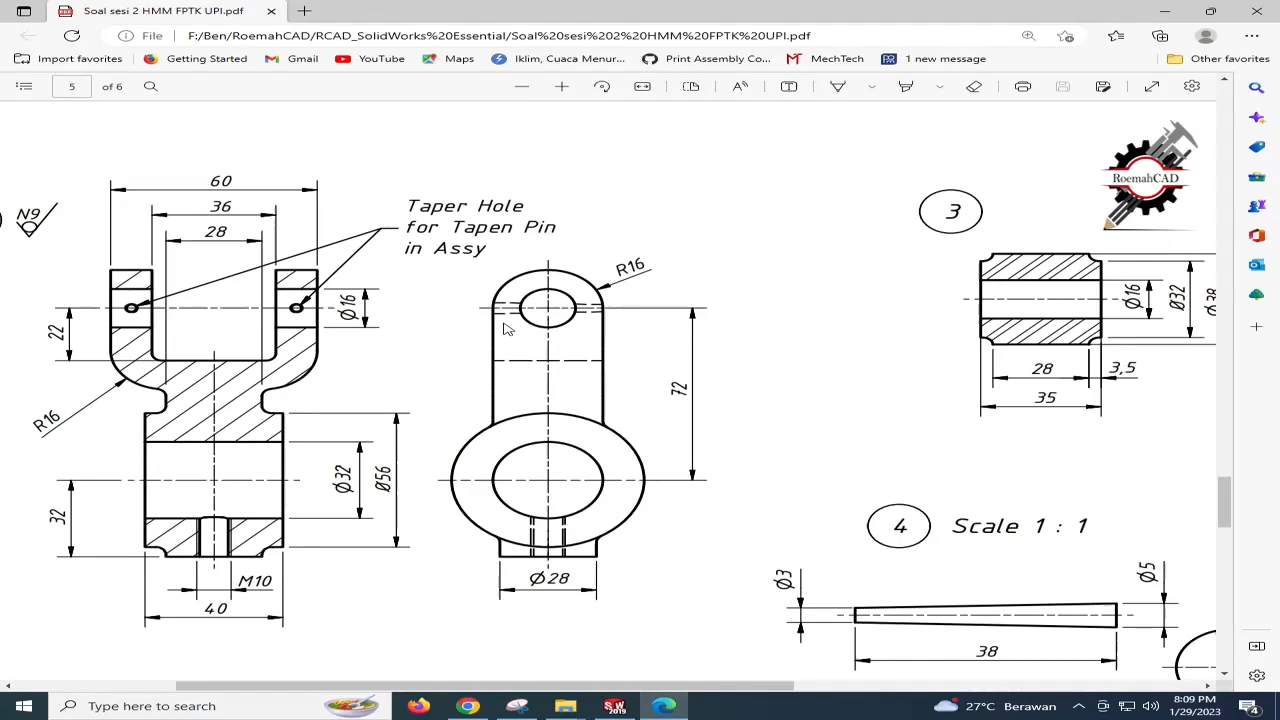 Soal sesi 2 HMM FPTK UPI.pdf
File
F:/Ben/RoemahCAD/RCAD_SolidWorks%20Essential/Soal%20sesi%202%20HMM%20FPTK%20UPI.pdf
Import favorites
Getting Started
Gmail
YouTube
Maps
Iklim, Cuaca Menur...
Print Assembly Co...
MechTech
1 new message
Other favorites
5
of 6
60
36
28
N9
Taper Hole
for Tapen Pin
in Assy
22
Ø16
R16
32
Ø32
Ø56
M10
40
R16
72
Ø28
RoemahCAD
3
Ø16
Ø32
28
3,5
35
4
Scale 1 : 1
Ø3
Ø5
38
Type here to search
SW
2019
27°C Berawan
8:09 PM
1/29/2023
4